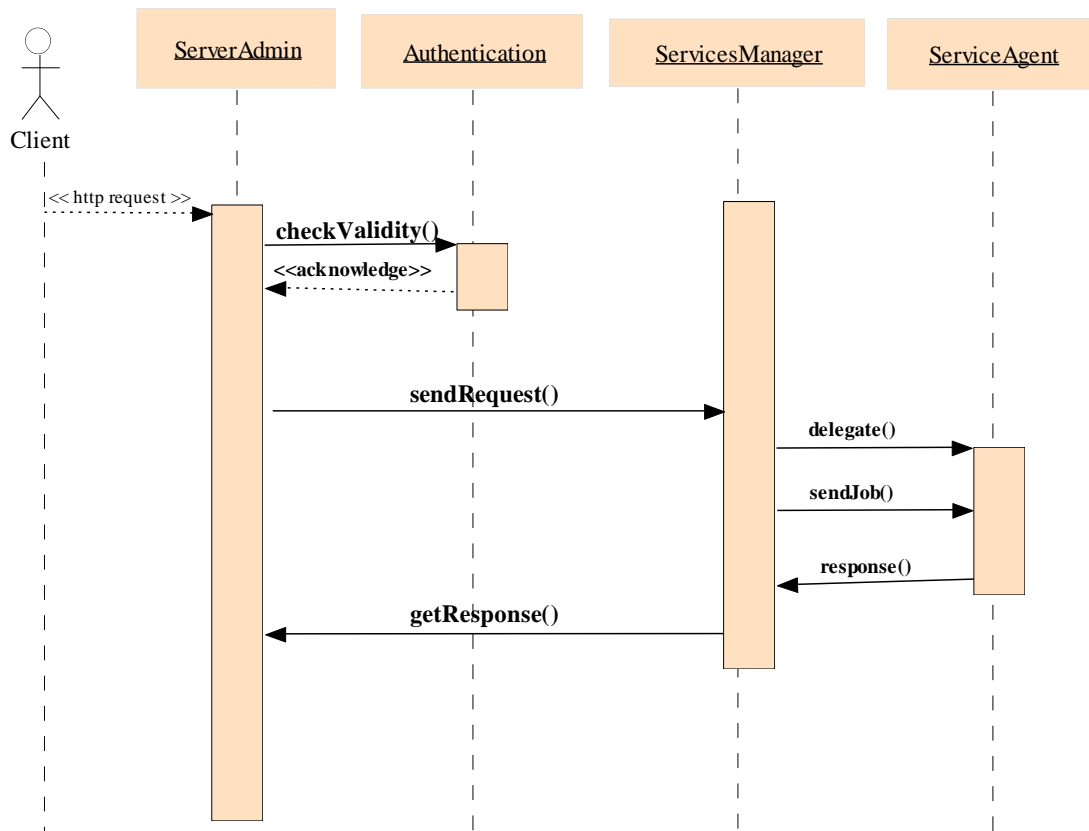 ServerAdmin
Authentication
ServicesManager
ServiceAgent
Client
<< http request >>
checkValidity()
<<acknowledge>>
sendRequest()
delegate()
sendJob()
response()
getResponse()